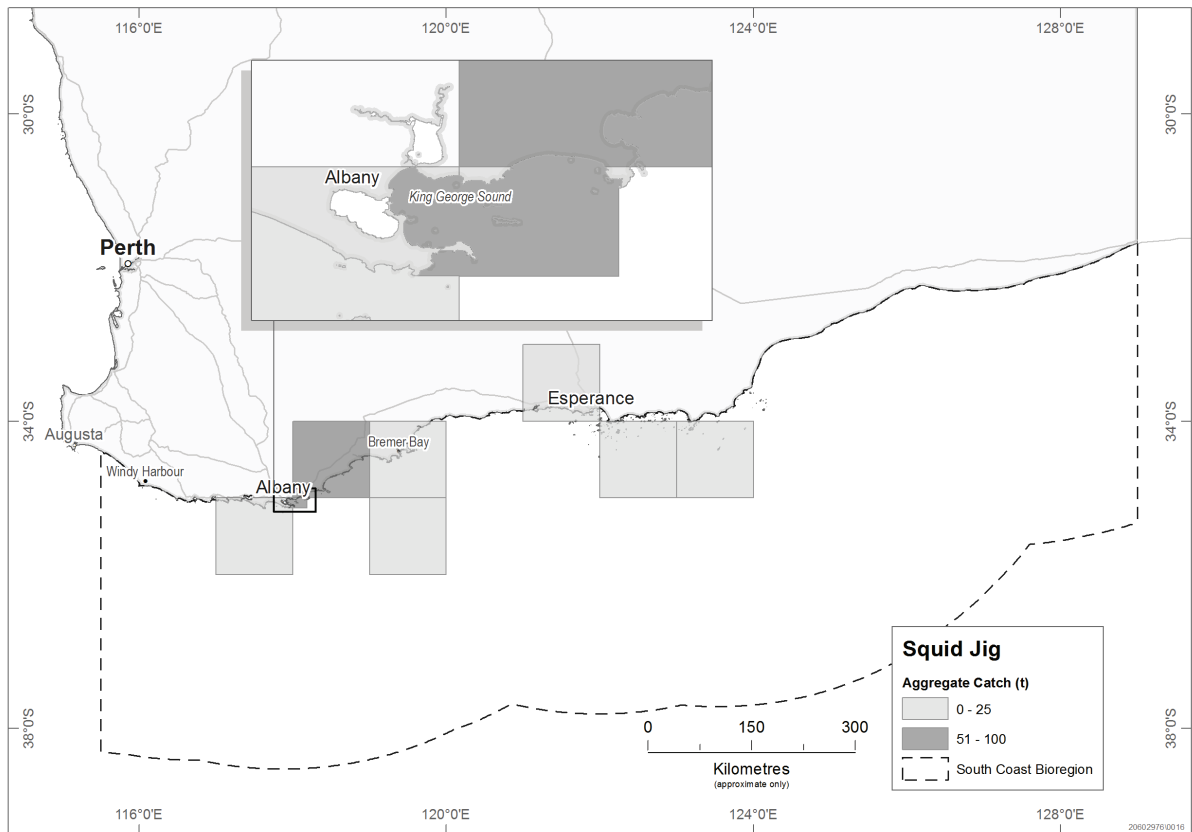 116°0'E 120°0'E 124°0'E 128°0'E
30°0'S 30°0'S
Albany
King George Sound
Perth
34°0'S Esperance 34°0'S
Augusta
Bremer Bay
Windy Harbour
Albany
Squid Jig
Aggregate Catch (t)
0 - 25
51 - 100
South Coast Bioregion
38°0'S 38°0'S
0 150 300
Kilometres
(approximate only)
116°0'E 120°0'E 124°0'E 128°0'E
20602976\0016